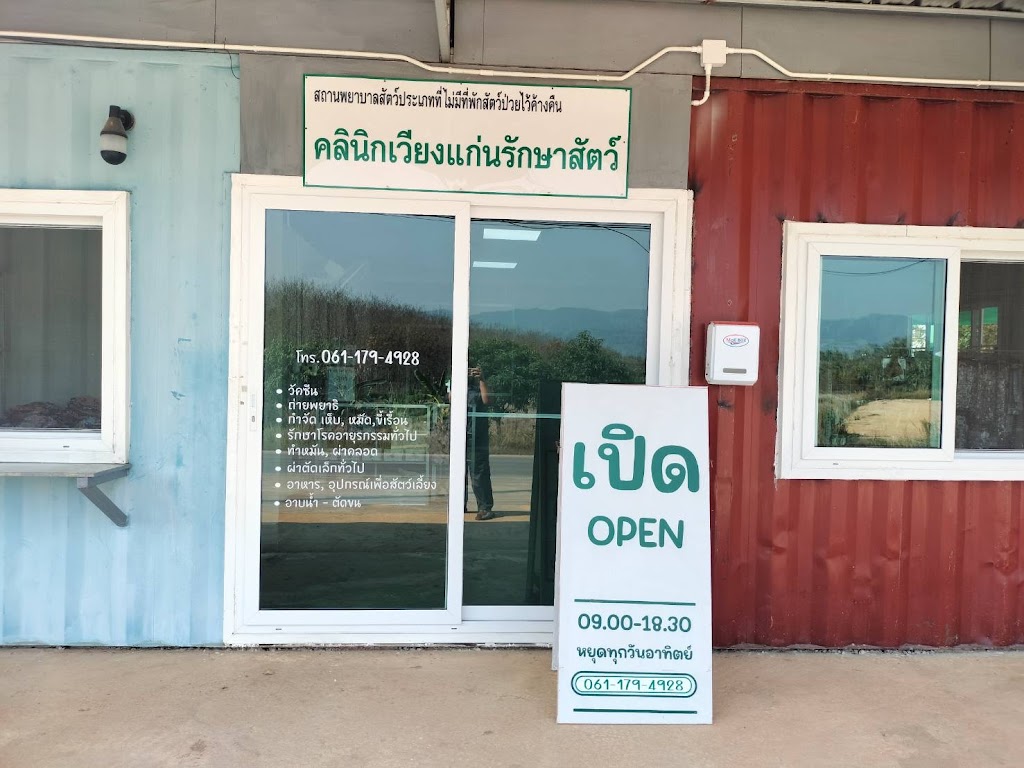 สถานพยาบาลสัตว์ประเภทที่ไม่มีที่พักสัตว์ป่วยไว้ค้างคืน
คลินิกเวียงแก่นรักษาสัตว์
โทร. 061-179-4928
• วัคซีน
• ถ่ายพยาธิ
• กำจัด เห็บ, หมัด,ขี้เรื้อน
• รักษาโรคอายุรกรรมทั่วไป
• ทำหมัน, ผ่าคลอด
• ผ่าตัดเล็กทั่วไป
• อาหาร, อุปกรณ์เพื่อสัตว์เลี้ยง
• อาบน้ำ - ตัดขน
เปิด
OPEN
09.00-18.30
หยุดทุกวันอาทิตย์
061-179-4928